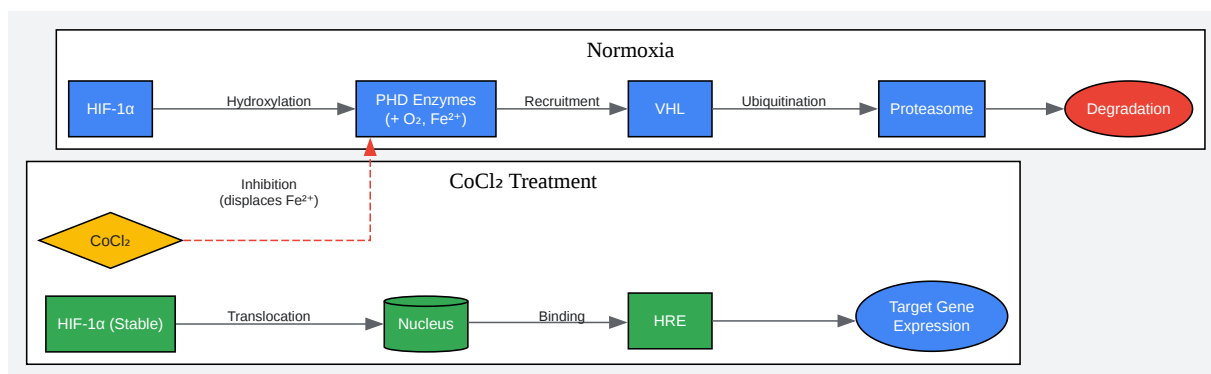 Normoxia
HIF-1α
Hydroxylation
PHD Enzymes
(+ O₂, Fe²⁺)
Recruitment
VHL
Ubiquitination
Proteasome
Degradation
CoCl₂ Treatment
Inhibition
(displaces Fe²⁺)
CoCl₂
HIF-1α (Stable)
Translocation
Nucleus
Binding
HRE
Target Gene
Expression